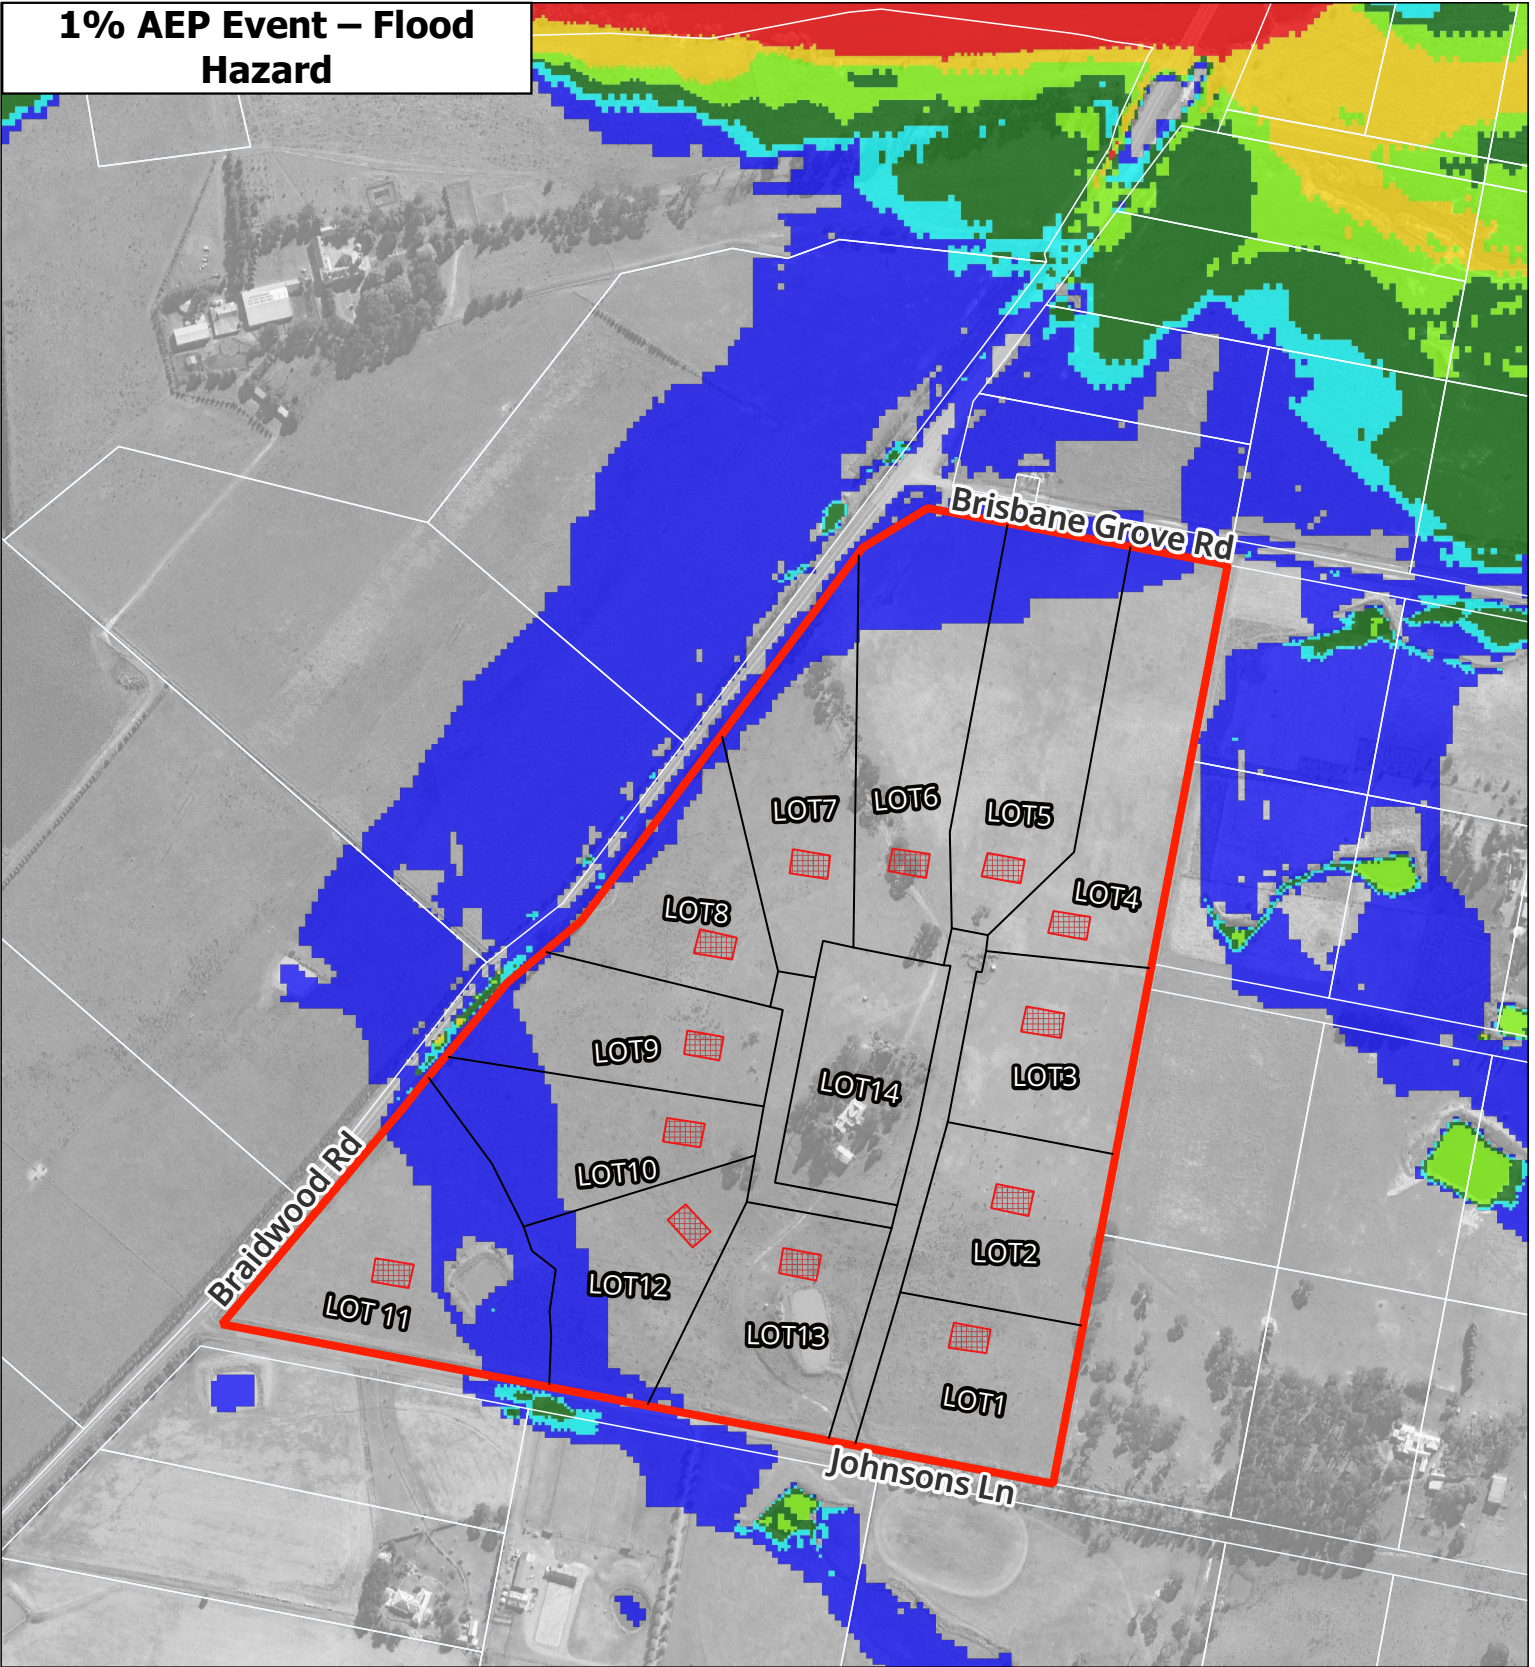 1% AEP Event – Flood
Hazard
Brisbane Grove Rd
LOT7
LOT6
LOT5
LOT4
LOT8
LOT9
LOT14
LOT3
LOT10
Braidwood Rd
LOT2
LOT12
LOT 11
LOT13
LOT1
Johnsons Ln